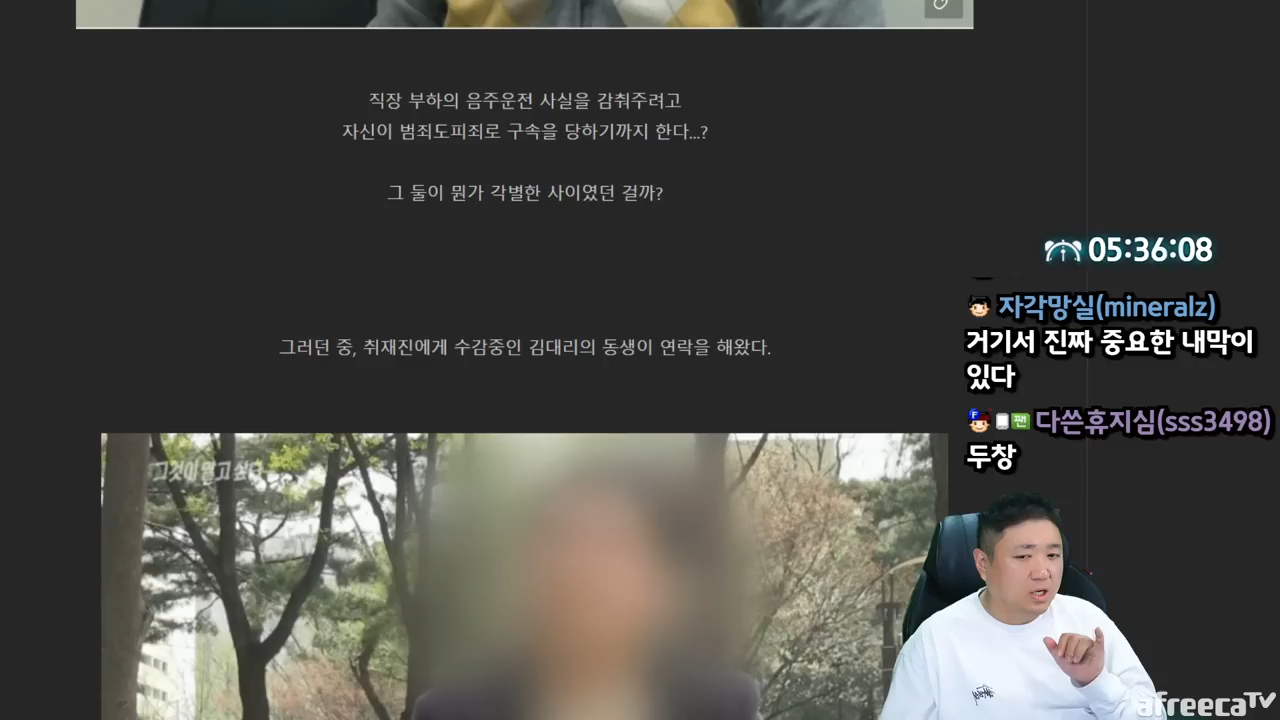 직장 부하의 음주운전 사실을 감춰주려고
자신이 범죄도피죄로 구속을 당하기까지 한다...?
그 둘이 뭔가 각별한 사이였던 걸까?
05:36:08
자각망실(mineralz)
거기서 진짜 중요한 내막이
있다
그러던 중, 취재진에게 수감중인 김대리의 동생이 연락을 해왔다.
F 팬 다쓴휴지심(sss3498)
두창
그것이 알고 싶다
afreecaTV